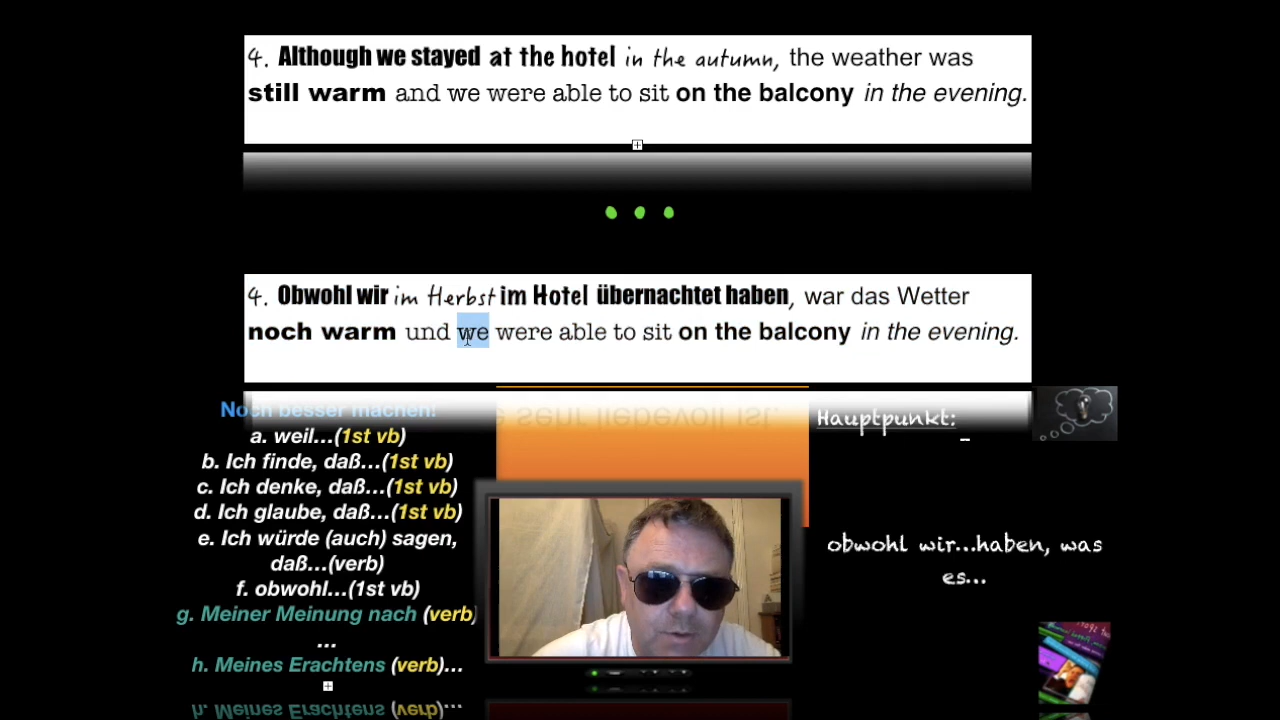 4. Although we stayed at the hotel in the autumn, the weather was
still warm and we were able to sit on the balcony in the evening.
4. Obwohl wir im Herbst im Hotel übernachtet haben, war das Wetter
noch warm und we were able to sit on the balcony in the evening.
Noch besser machen!
a. weil...(1st vb)
b. Ich finde, daß...(1st vb)
c. Ich denke, daß...(1st vb)
d. Ich glaube, daß...(1st vb)
e. Ich würde (auch) sagen,
daß...(verb)
f. obwohl...(1st vb)
g. Meiner Meinung nach (verb)
...
h. Meines Erachtens (verb)...
Hauptpunkt:
obwohl wir...haben, was
es...